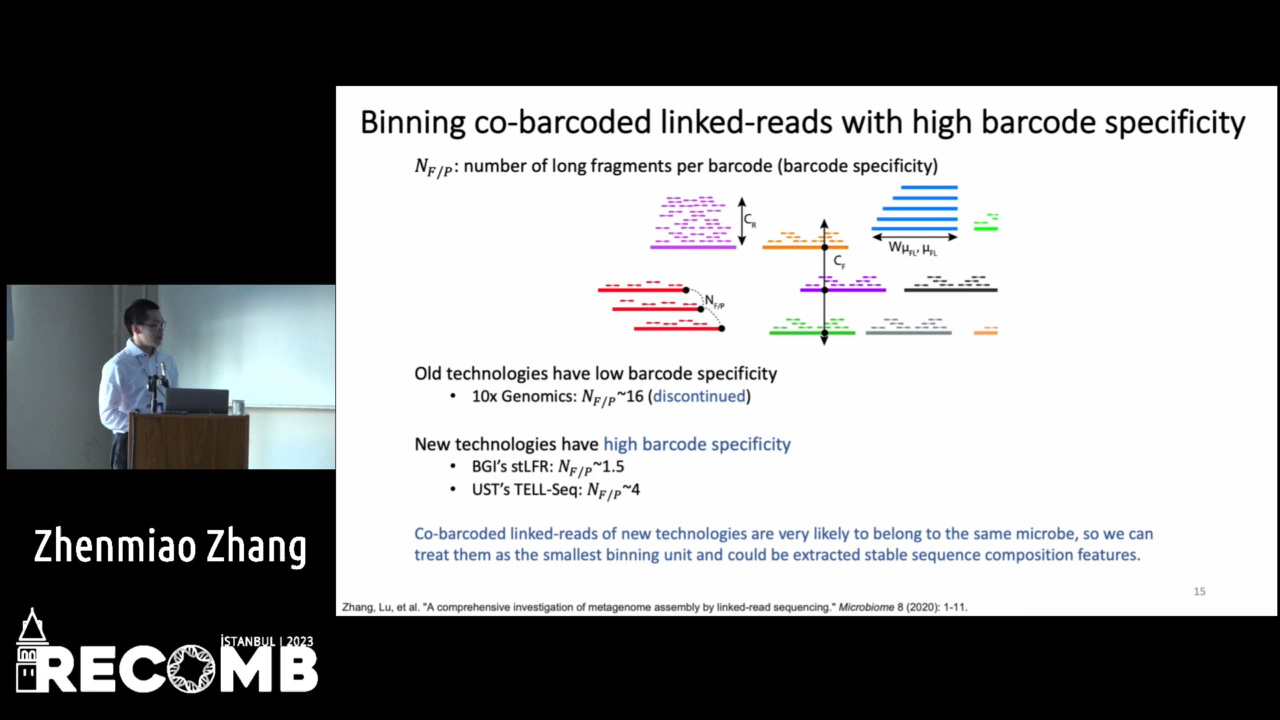 Binning co-barcoded linked-reads with high barcode specificity
N_F/P: number of long fragments per barcode (barcode specificity)
C_R
Wμ_FL, μ_FL
C_F
N_F/P
Old technologies have low barcode specificity
• 10x Genomics: N_F/P~16 (discontinued)
New technologies have high barcode specificity
• BGI's stLFR: N_F/P~1.5
• UST's TELL-Seq: N_F/P~4
Co-barcoded linked-reads of new technologies are very likely to belong to the same microbe, so we can
treat them as the smallest binning unit and could be extracted stable sequence composition features.
15
Zhang, Lu, et al. "A comprehensive investigation of metagenome assembly by linked-read sequencing." Microbiome 8 (2020): 1-11.
Zhenmiao Zhang
İSTANBUL | 2023
RECOMB